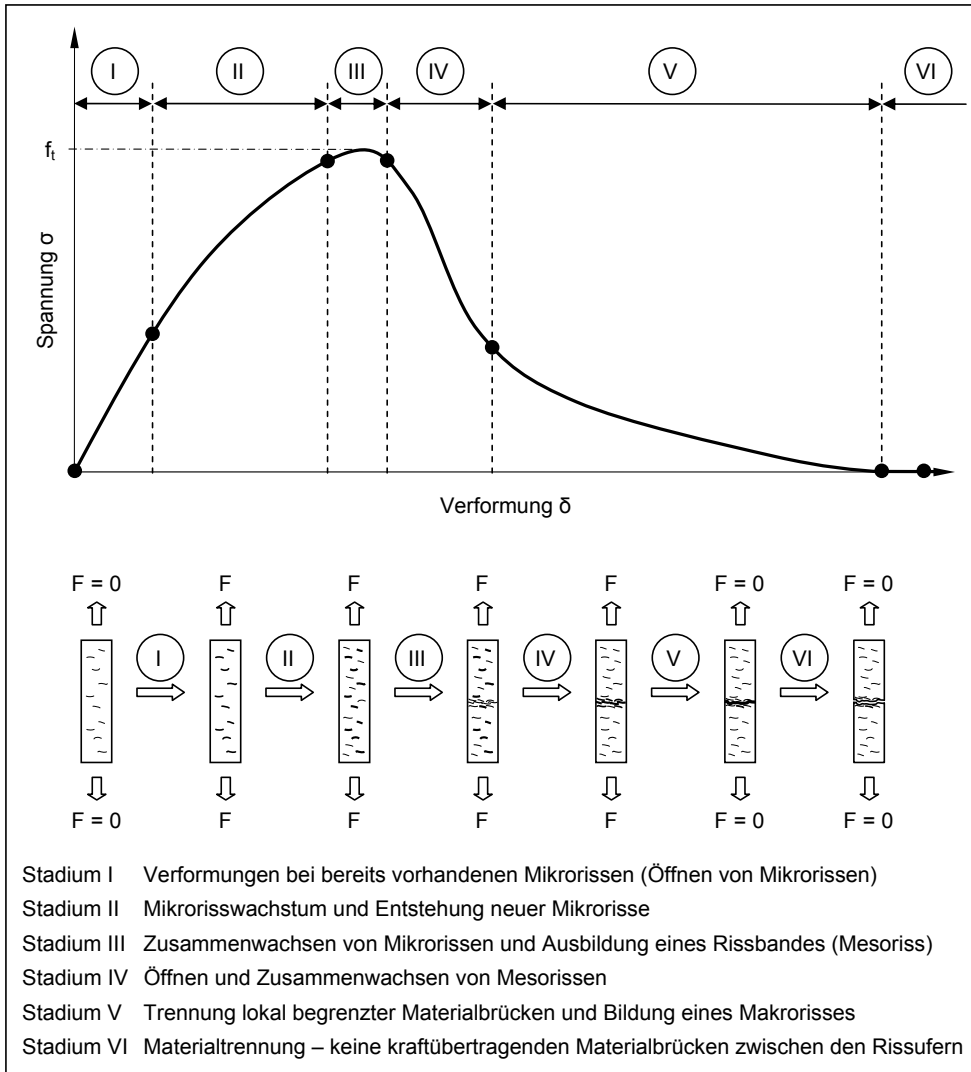 I II III IV V VI
fₜ
Spannung σ
Verformung δ
F = 0 F F F F F = 0 F = 0
I II III IV V VI
F = 0 F F F F F = 0 F = 0
Stadium I Verformungen bei bereits vorhandenen Mikrorissen (Öffnen von Mikrorissen)
Stadium II Mikrorisswachstum und Entstehung neuer Mikrorisse
Stadium III Zusammenwachsen von Mikrorissen und Ausbildung eines Rissbandes (Mesoriss)
Stadium IV Öffnen und Zusammenwachsen von Mesorissen
Stadium V Trennung lokal begrenzter Materialbrücken und Bildung eines Makrorisses
Stadium VI Materialtrennung – keine kraftübertragenden Materialbrücken zwischen den Rissufern